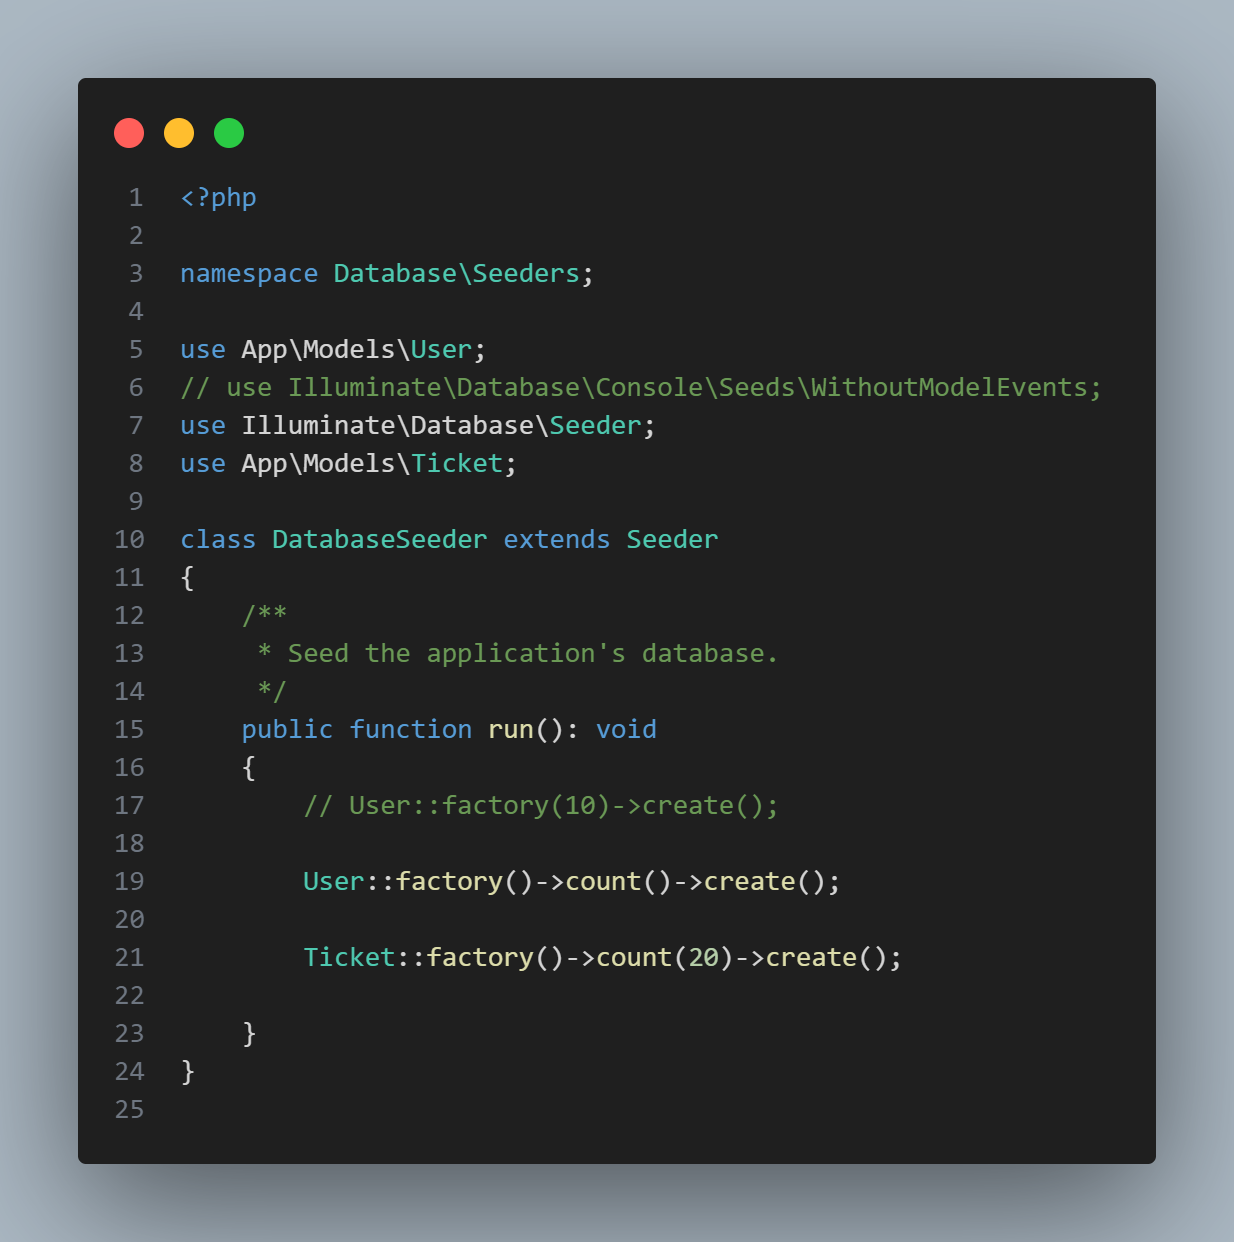 1 <?php
2
3 namespace Database\Seeders;
4
5 use App\Models\User;
6 // use Illuminate\Database\Console\Seeds\WithoutModelEvents;
7 use Illuminate\Database\Seeder;
8 use App\Models\Ticket;
9
10 class DatabaseSeeder extends Seeder
11 {
12     /**
13      * Seed the application's database.
14      */
15     public function run(): void
16     {
17         // User::factory(10)->create();
18
19         User::factory()->count()->create();
20
21         Ticket::factory()->count(20)->create();
22
23     }
24 }
25